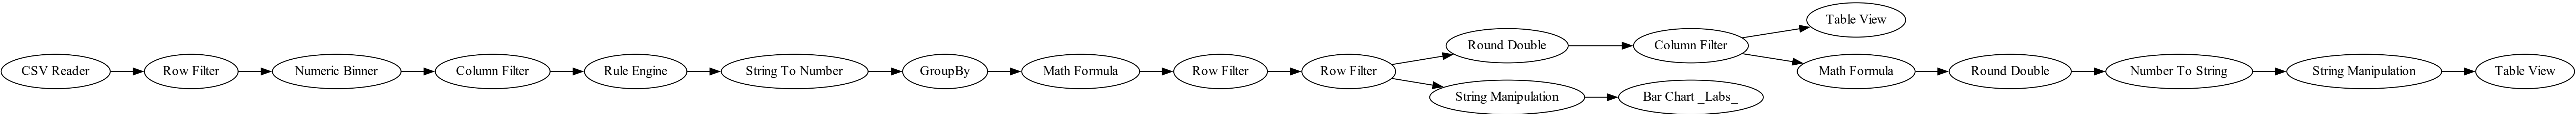 CSV Reader
Row Filter
Numeric Binner
Column Filter
Rule Engine
String To Number
GroupBy
Math Formula
Row Filter
Row Filter
Round Double
Column Filter
Table View
String Manipulation
Bar Chart _Labs_
Math Formula
Round Double
Number To String
String Manipulation
Table View